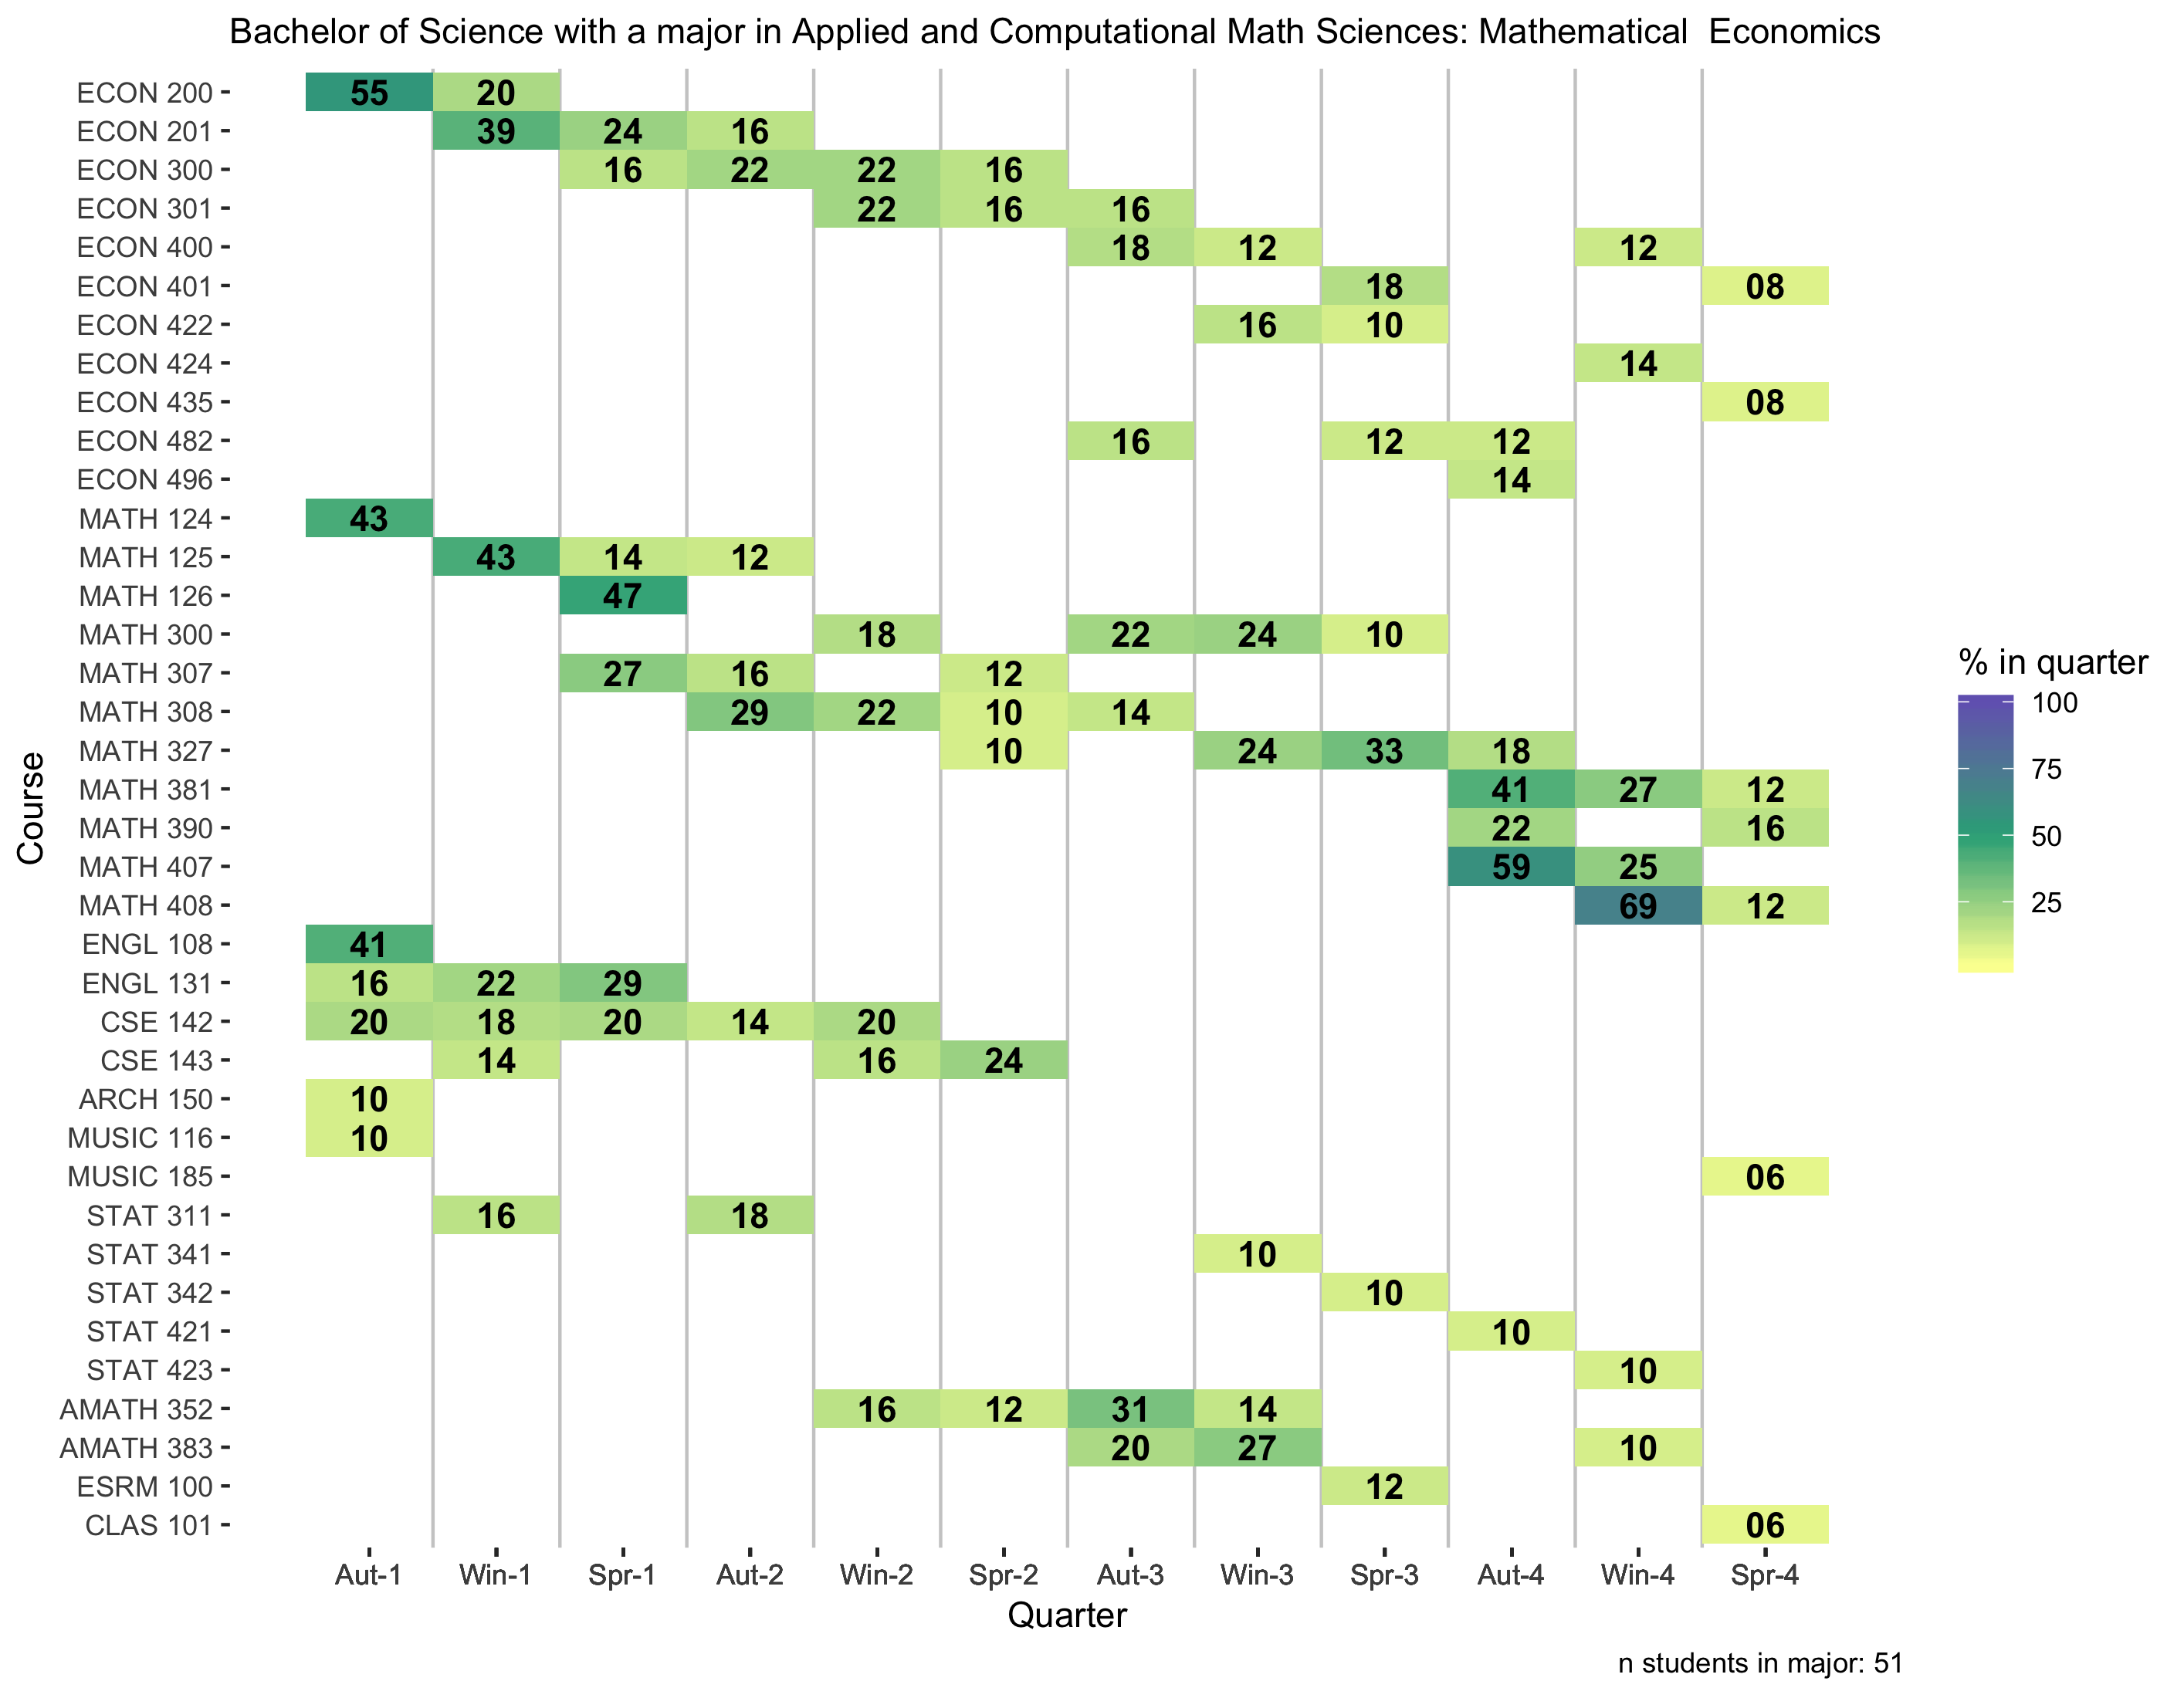 Bachelor of Science with a major in Applied and Computational Math Sciences: Mathematical  Economics
ECON 200 55 20
ECON 201 39 24 16
ECON 300 16 22 22 16
ECON 301 22 16 16
ECON 400 18 12 12
ECON 401 18 08
ECON 422 16 10
ECON 424 14
ECON 435 08
ECON 482 16 12 12
ECON 496 14
MATH 124 43
MATH 125 43 14 12
MATH 126 47
MATH 300 18 22 24 10
MATH 307 27 16 12
MATH 308 29 22 10 14
MATH 327 10 24 33 18
MATH 381 41 27 12
MATH 390 22 16
MATH 407 59 25
MATH 408 69 12
ENGL 108 41
ENGL 131 16 22 29
CSE 142 20 18 20 14 20
CSE 143 14 16 24
ARCH 150 10
MUSIC 116 10
MUSIC 185 06
STAT 311 16 18
STAT 341 10
STAT 342 10
STAT 421 10
STAT 423 10
AMATH 352 16 12 31 14
AMATH 383 20 27 10
ESRM 100 12
CLAS 101 06
Aut-1 Win-1 Spr-1 Aut-2 Win-2 Spr-2 Aut-3 Win-3 Spr-3 Aut-4 Win-4 Spr-4
Quarter
Course
% in quarter
100
75
50
25
n students in major: 51